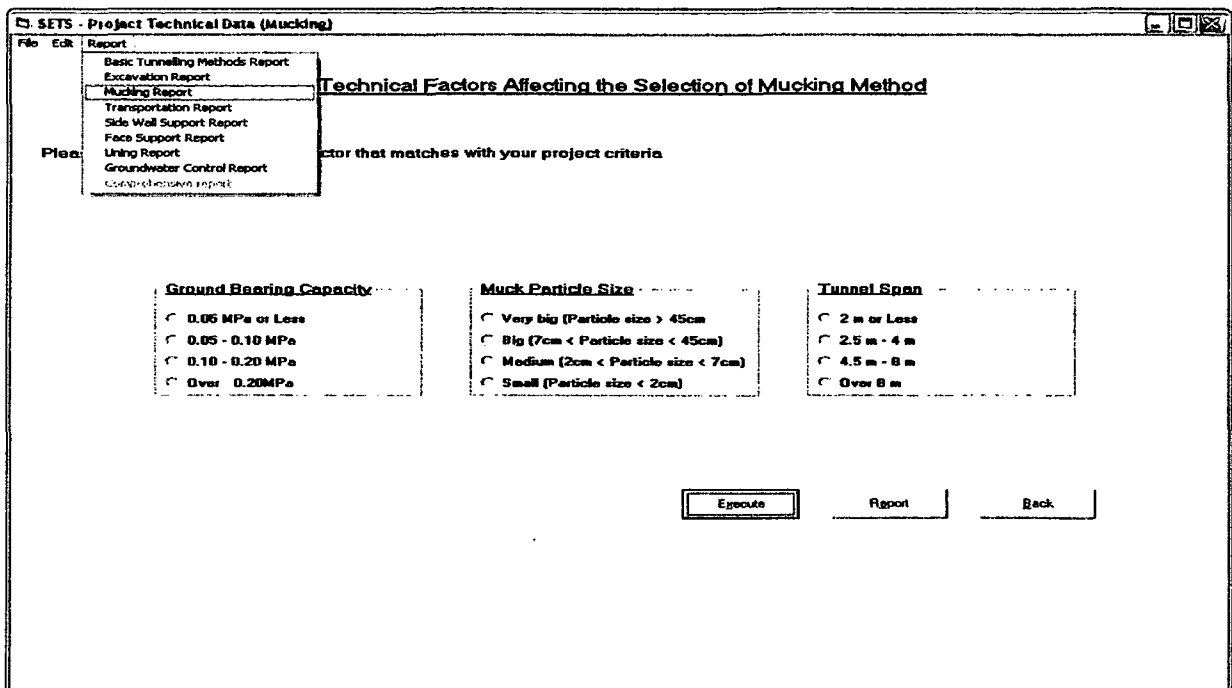 SETS - Project Technical Data (Mucking)
File Edit Report
Basic Tunnelling Methods Report
Excavation Report
Mucking Report
Transportation Report
Side Wall Support Report
Face Support Report
Lining Report
Groundwater Control Report
Comprehensive report
Technical Factors Affecting the Selection of Mucking Method
Plea
ctor that matches with your project criteria
Ground Bearing Capacity
0.05 MPa or Less
0.05 - 0.10 MPa
0.10 - 0.20 MPa
Over 0.20MPa
Muck Particle Size
Very big (Particle size > 45cm
Big (7cm < Particle size < 45cm)
Medium (2cm < Particle size < 7cm)
Small (Particle size < 2cm)
Tunnel Span
2 m or Less
2.5 m - 4 m
4.5 m - 8 m
Over 8 m
Execute
Report
Back